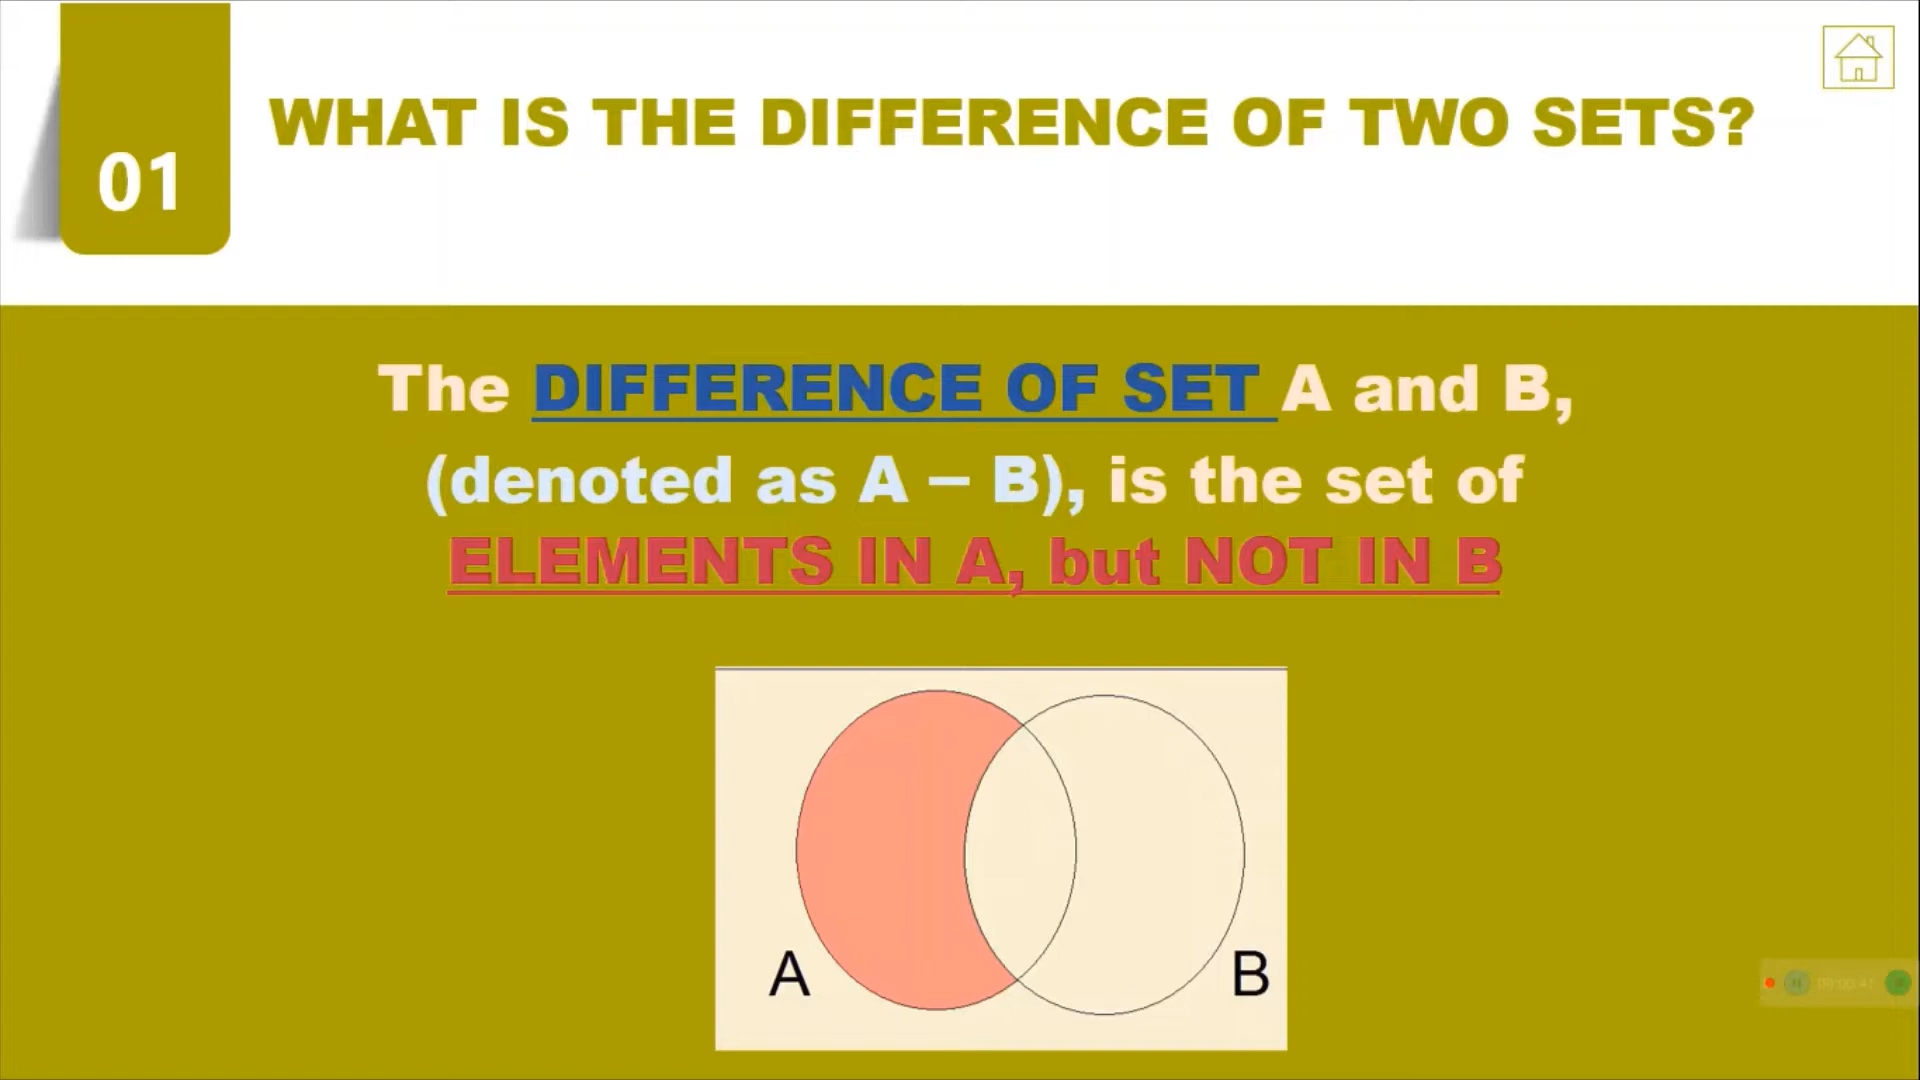 01
WHAT IS THE DIFFERENCE OF TWO SETS?
The DIFFERENCE OF SET A and B,
(denoted as A – B), is the set of
ELEMENTS IN A, but NOT IN B
A
B